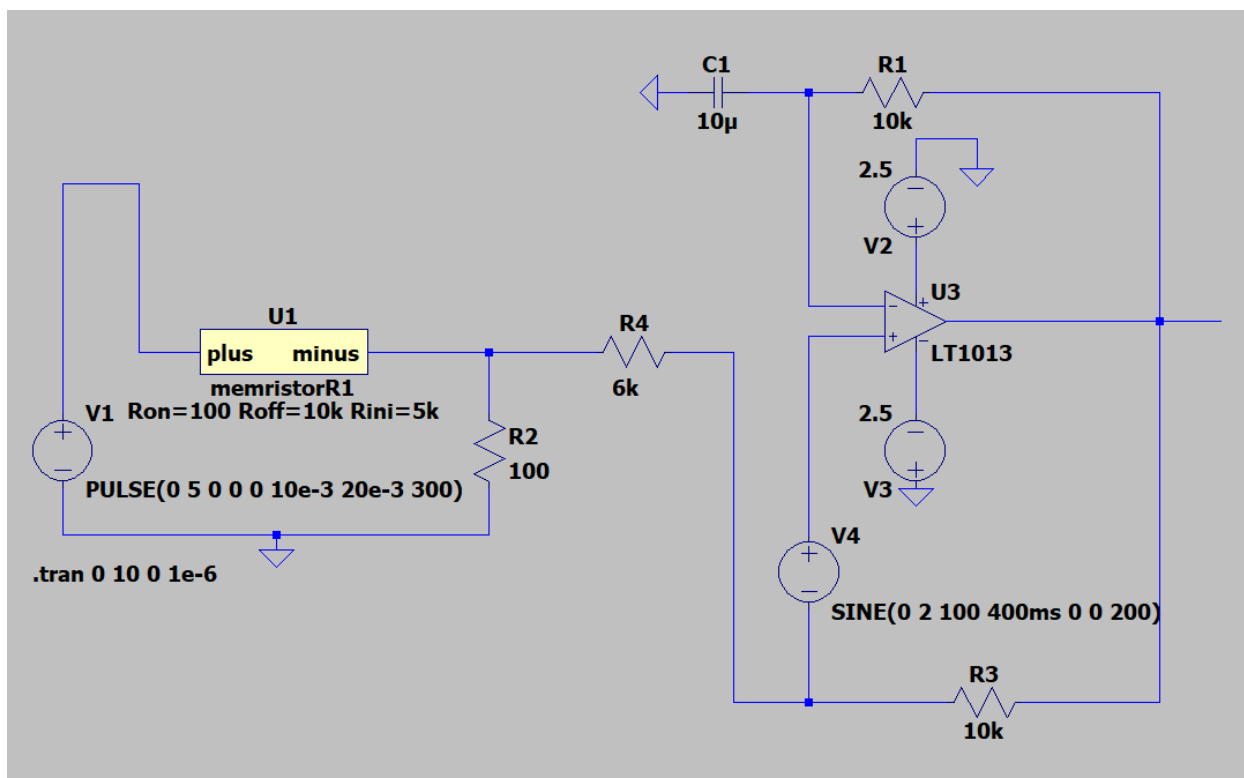 C1
10µ
R1
10k
2.5
V2
U3
LT1013
2.5
V3
U1
plus minus
memristorR1
Ron=100 Roff=10k Rini=5k
V1
PULSE(0 5 0 0 0 10e-3 20e-3 300)
R4
6k
R2
100
.tran 0 10 0 1e-6
V4
SINE(0 2 100 400ms 0 0 200)
R3
10k